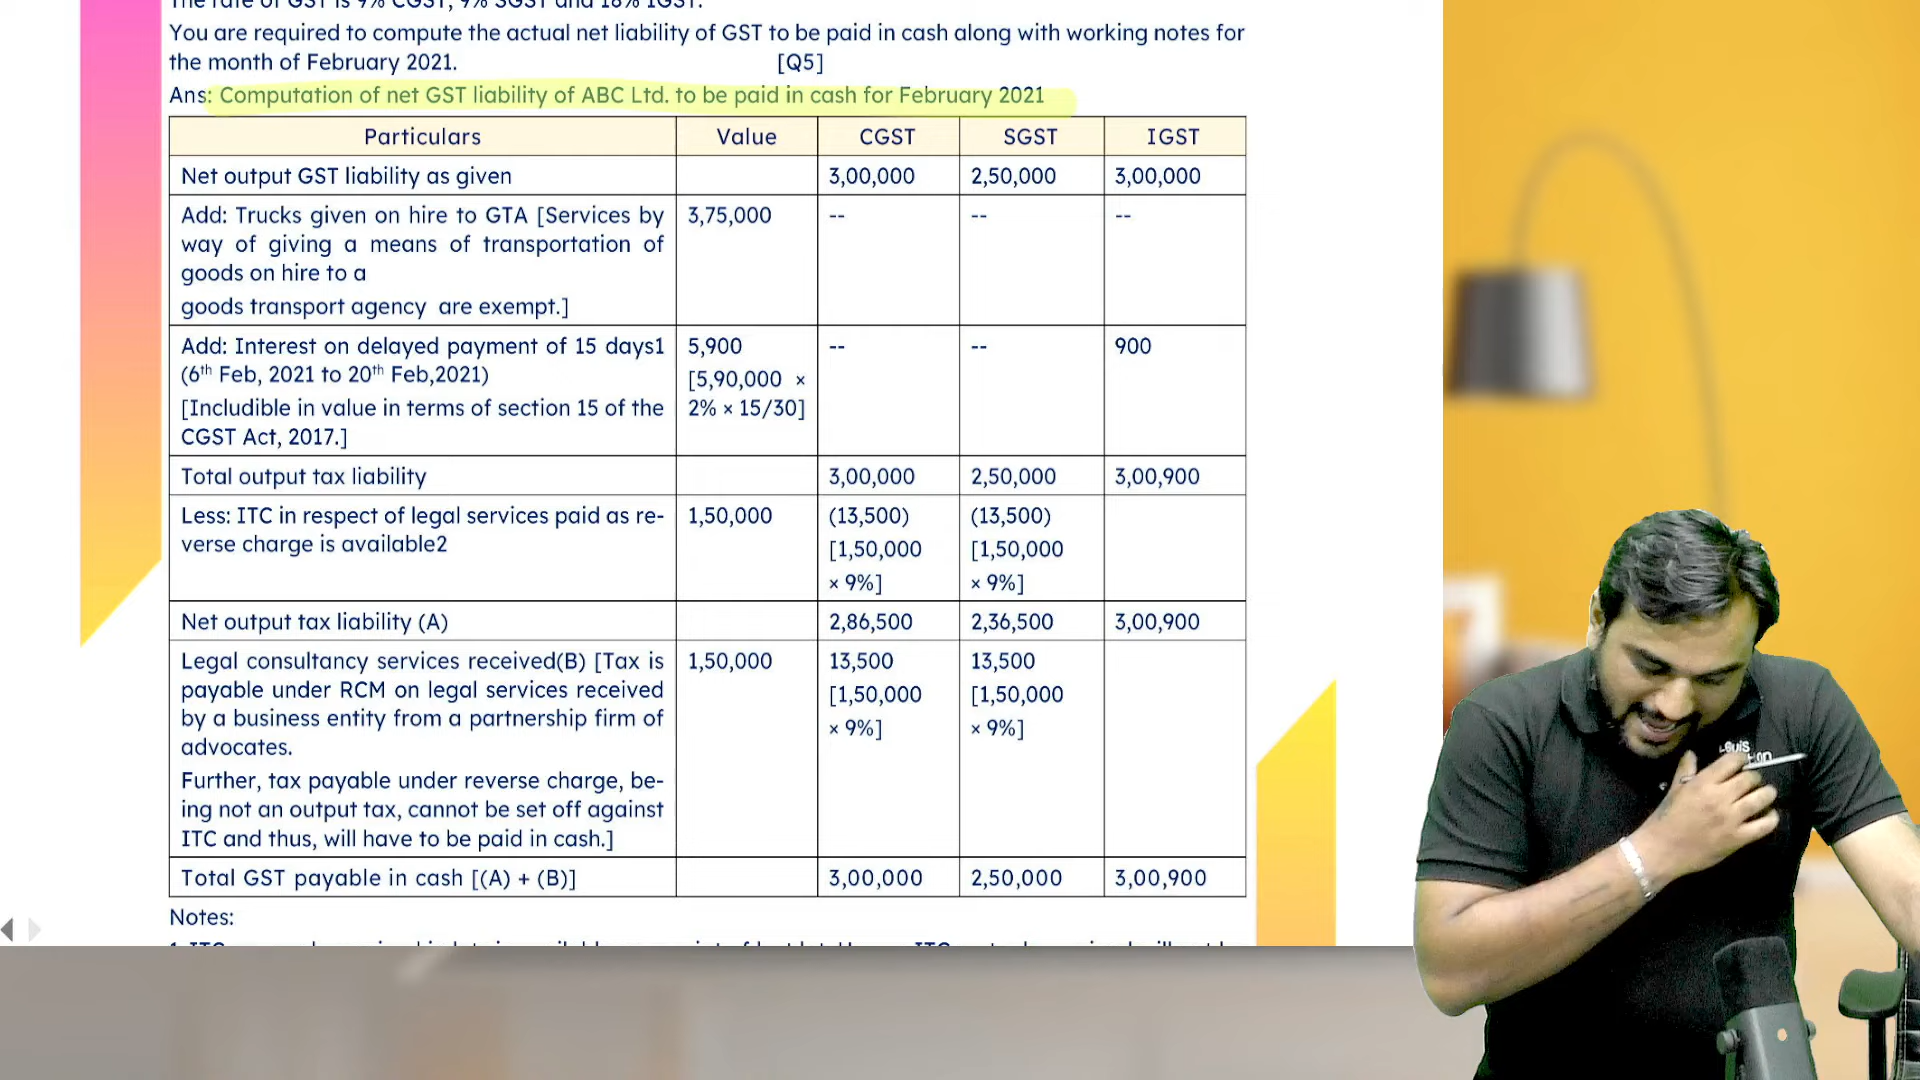 The rate of GST is 9% CGST, 9% SGST and 18% IGST.
You are required to compute the actual net liability of GST to be paid in cash along with working notes for
the month of February 2021. [Q5]
Ans: Computation of net GST liability of ABC Ltd. to be paid in cash for February 2021
Particulars Value CGST SGST IGST
Net output GST liability as given 3,00,000 2,50,000 3,00,000
Add: Trucks given on hire to GTA [Services by 3,75,000 -- -- --
way of giving a means of transportation of
goods on hire to a
goods transport agency are exempt.]
Add: Interest on delayed payment of 15 days1 5,900 -- -- 900
(6th Feb, 2021 to 20th Feb,2021) [5,90,000 ×
[Includible in value in terms of section 15 of the 2% × 15/30]
CGST Act, 2017.]
Total output tax liability 3,00,000 2,50,000 3,00,900
Less: ITC in respect of legal services paid as re- 1,50,000 (13,500) (13,500)
verse charge is available2 [1,50,000 [1,50,000
× 9%] × 9%]
Net output tax liability (A) 2,86,500 2,36,500 3,00,900
Legal consultancy services received(B) [Tax is 1,50,000 13,500 13,500
payable under RCM on legal services received [1,50,000 [1,50,000
by a business entity from a partnership firm of × 9%] × 9%]
advocates.
Further, tax payable under reverse charge, be-
ing not an output tax, cannot be set off against
ITC and thus, will have to be paid in cash.]
Total GST payable in cash [(A) + (B)] 3,00,000 2,50,000 3,00,900
Notes: